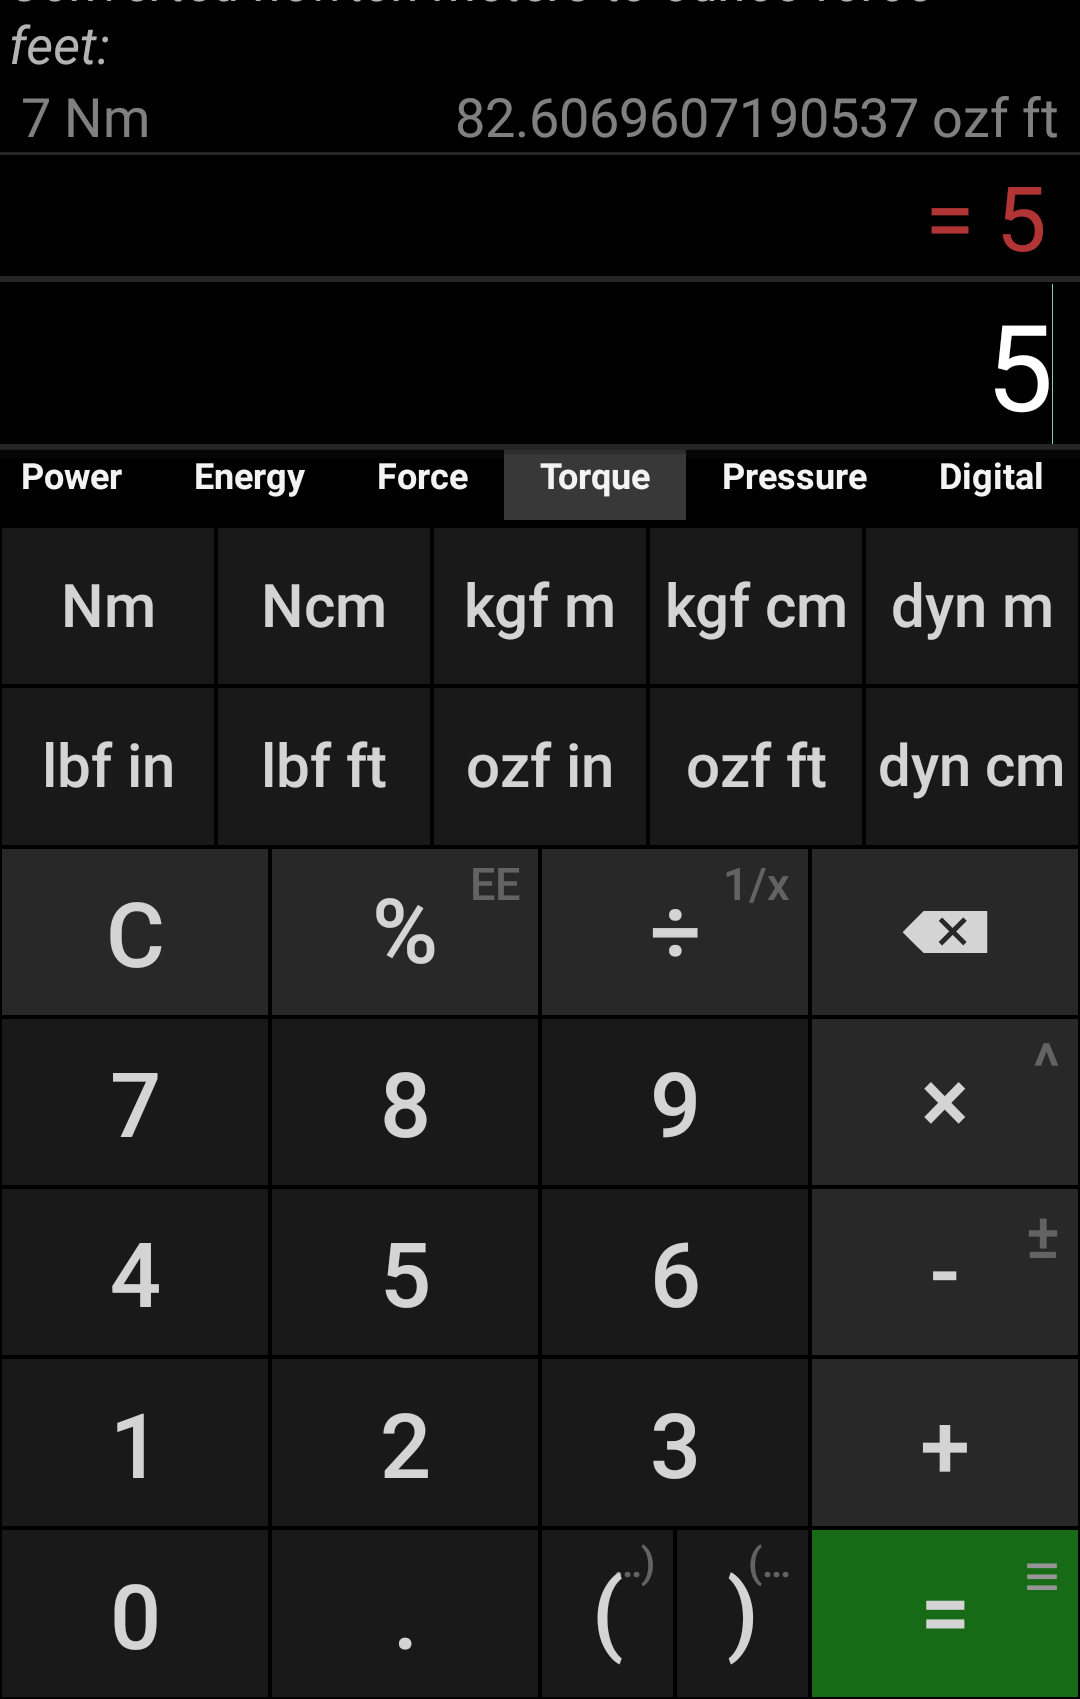 feet:
7 Nm 82.6069607190537 ozf ft
= 5
5
Power Energy Force Torque Pressure Digital
Nm Ncm kgf m kgf cm dyn m
lbf in lbf ft ozf in ozf ft dyn cm
C % EE ÷ 1/x
7 8 9 × ^
4 5 6 - ±
1 2 3 +
0 . ( ..) ) (... = ≡